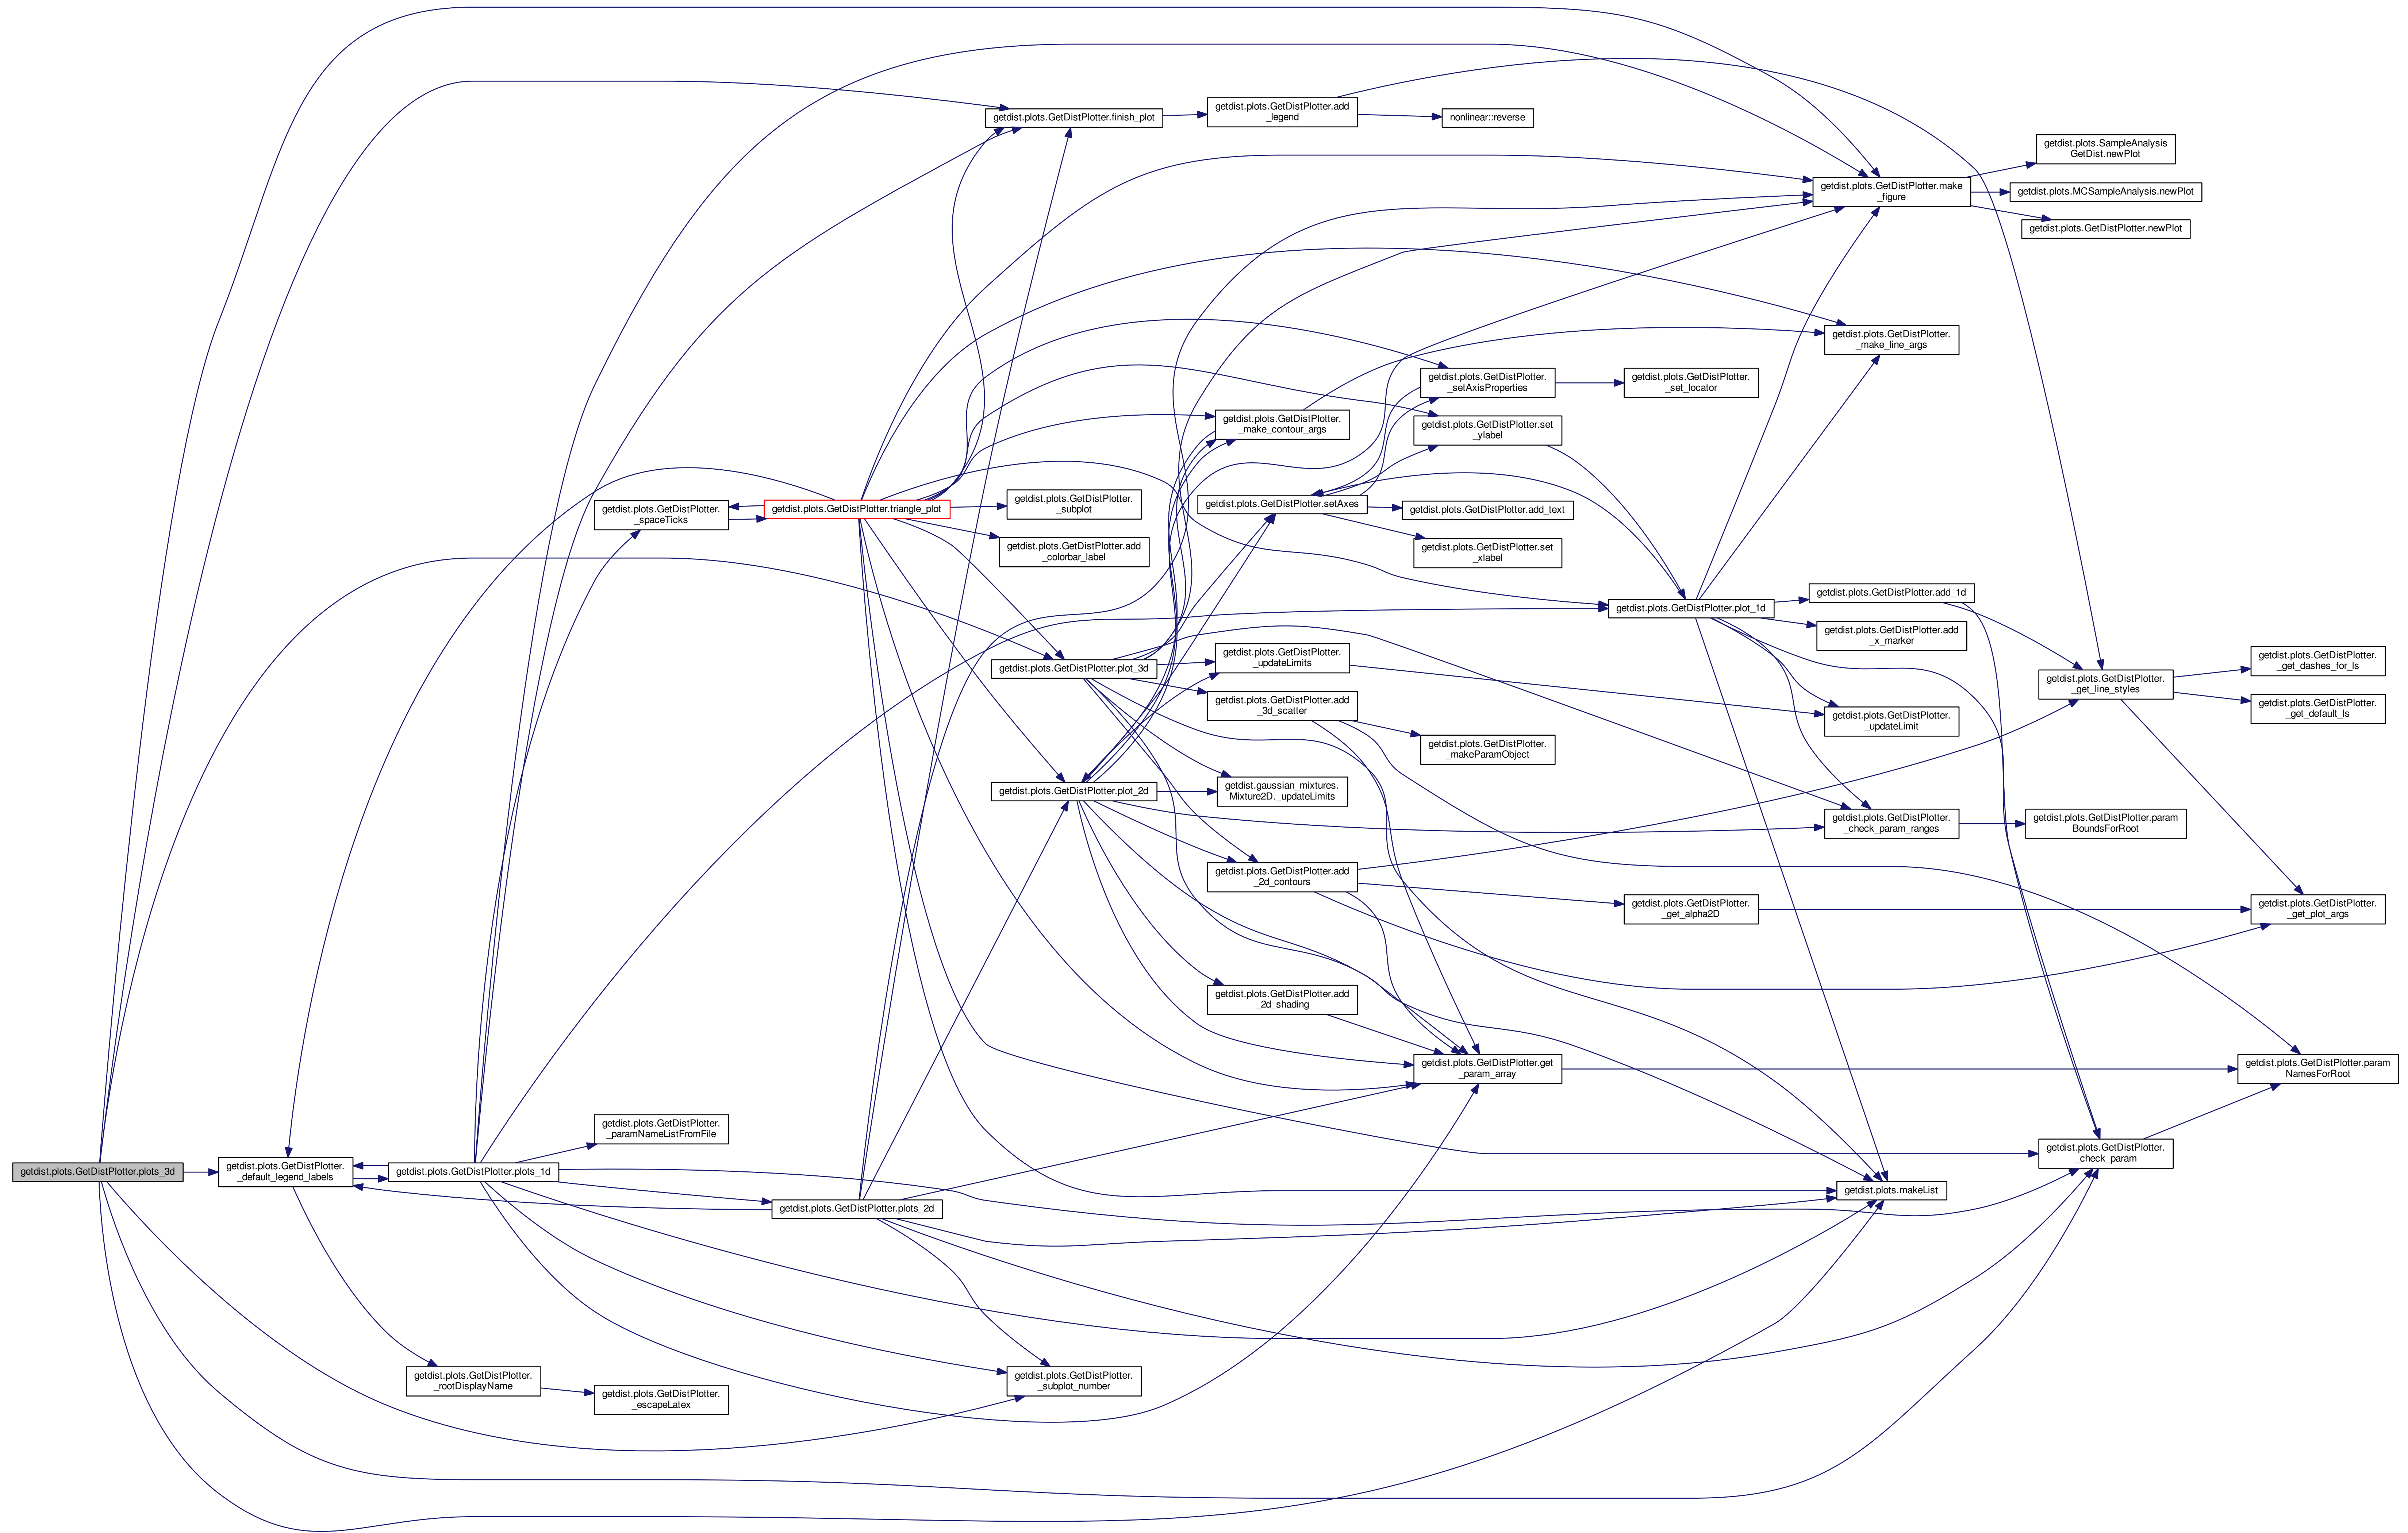 getdist.plots.GetDistPlotter.plots_3d
getdist.plots.GetDistPlotter.
_default_legend_labels
getdist.plots.GetDistPlotter.plots_1d
getdist.plots.GetDistPlotter.
_rootDisplayName
getdist.plots.GetDistPlotter.
_spaceTicks
getdist.plots.GetDistPlotter.
_paramNameListFromFile
getdist.plots.GetDistPlotter.
_escapeLatex
getdist.plots.GetDistPlotter.triangle_plot
getdist.plots.GetDistPlotter.plots_2d
getdist.plots.GetDistPlotter.finish_plot
getdist.plots.GetDistPlotter.
_subplot
getdist.plots.GetDistPlotter.add
_colorbar_label
getdist.plots.GetDistPlotter.plot_3d
getdist.plots.GetDistPlotter.plot_2d
getdist.plots.GetDistPlotter.
_subplot_number
getdist.plots.GetDistPlotter.add
_legend
getdist.plots.GetDistPlotter.
_make_contour_args
getdist.plots.GetDistPlotter.setAxes
getdist.plots.GetDistPlotter.
_updateLimits
getdist.plots.GetDistPlotter.add
_3d_scatter
getdist.gaussian_mixtures.
Mixture2D._updateLimits
getdist.plots.GetDistPlotter.add
_2d_contours
getdist.plots.GetDistPlotter.add
_2d_shading
nonlinear::reverse
getdist.plots.GetDistPlotter.
_setAxisProperties
getdist.plots.GetDistPlotter.set
_ylabel
getdist.plots.GetDistPlotter.add_text
getdist.plots.GetDistPlotter.set
_xlabel
getdist.plots.GetDistPlotter.
_makeParamObject
getdist.plots.GetDistPlotter.get
_param_array
getdist.plots.GetDistPlotter.
_set_locator
getdist.plots.GetDistPlotter.plot_1d
getdist.plots.GetDistPlotter.
_get_alpha2D
getdist.plots.GetDistPlotter.make
_figure
getdist.plots.GetDistPlotter.
_make_line_args
getdist.plots.GetDistPlotter.add_1d
getdist.plots.GetDistPlotter.add
_x_marker
getdist.plots.GetDistPlotter.
_updateLimit
getdist.plots.GetDistPlotter.
_check_param_ranges
getdist.plots.makeList
getdist.plots.SampleAnalysis
GetDist.newPlot
getdist.plots.MCSampleAnalysis.newPlot
getdist.plots.GetDistPlotter.newPlot
getdist.plots.GetDistPlotter.
_get_line_styles
getdist.plots.GetDistPlotter.param
BoundsForRoot
getdist.plots.GetDistPlotter.
_check_param
getdist.plots.GetDistPlotter.
_get_dashes_for_ls
getdist.plots.GetDistPlotter.
_get_default_ls
getdist.plots.GetDistPlotter.
_get_plot_args
getdist.plots.GetDistPlotter.param
NamesForRoot